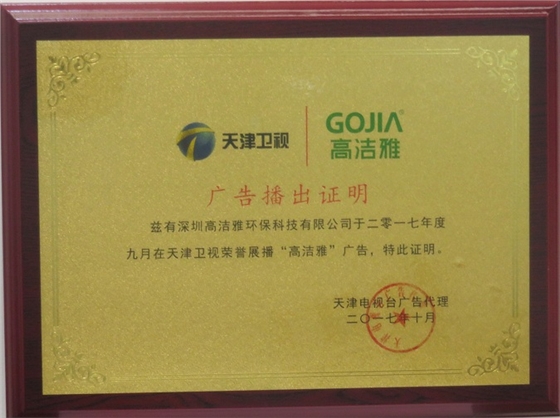 天津卫视
GOJIA®
高洁雅
广告播出证明
兹有深圳高洁雅环保科技有限公司于二零一七年度
九月在天津卫视荣誉展播“高洁雅”广告，特此证明。
天津电视台广告代理
二〇一七年十月